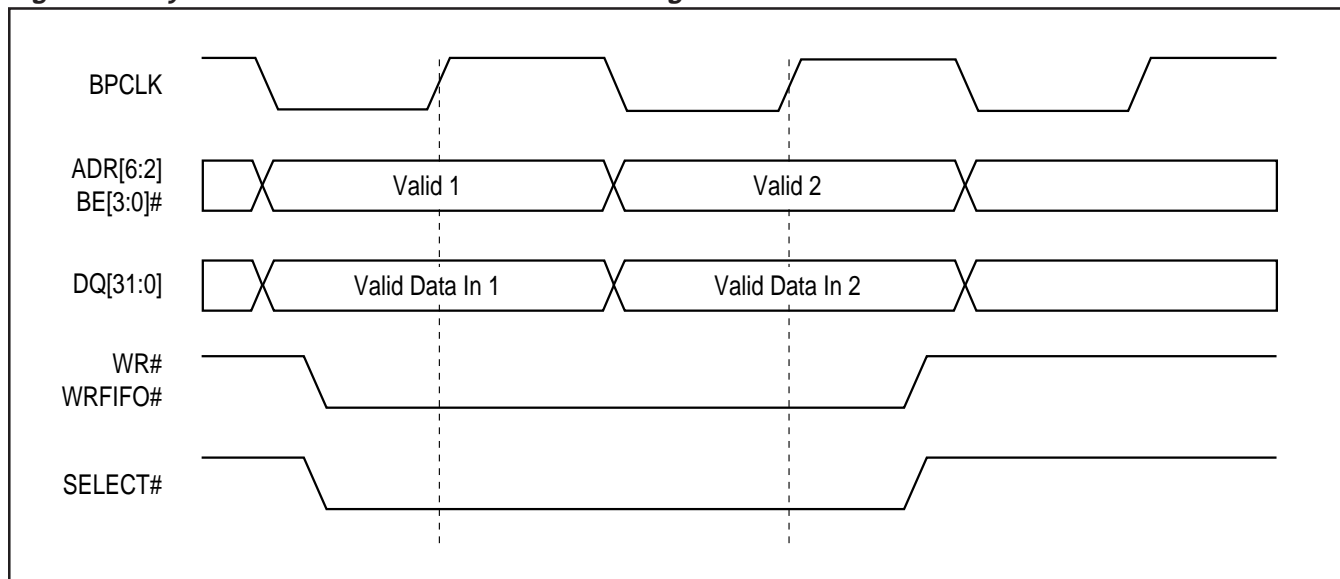 BPCLK
ADR[6:2]
BE[3:0]#
Valid 1
Valid 2
DQ[31:0]
Valid Data In 1
Valid Data In 2
WR#
WRFIFO#
SELECT#